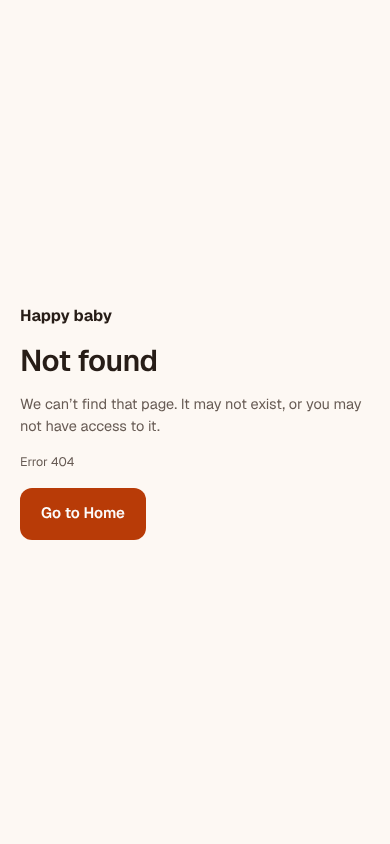 Happy baby
Not found
We can’t find that page. It may not exist, or you may
not have access to it.
Error 404
Go to Home